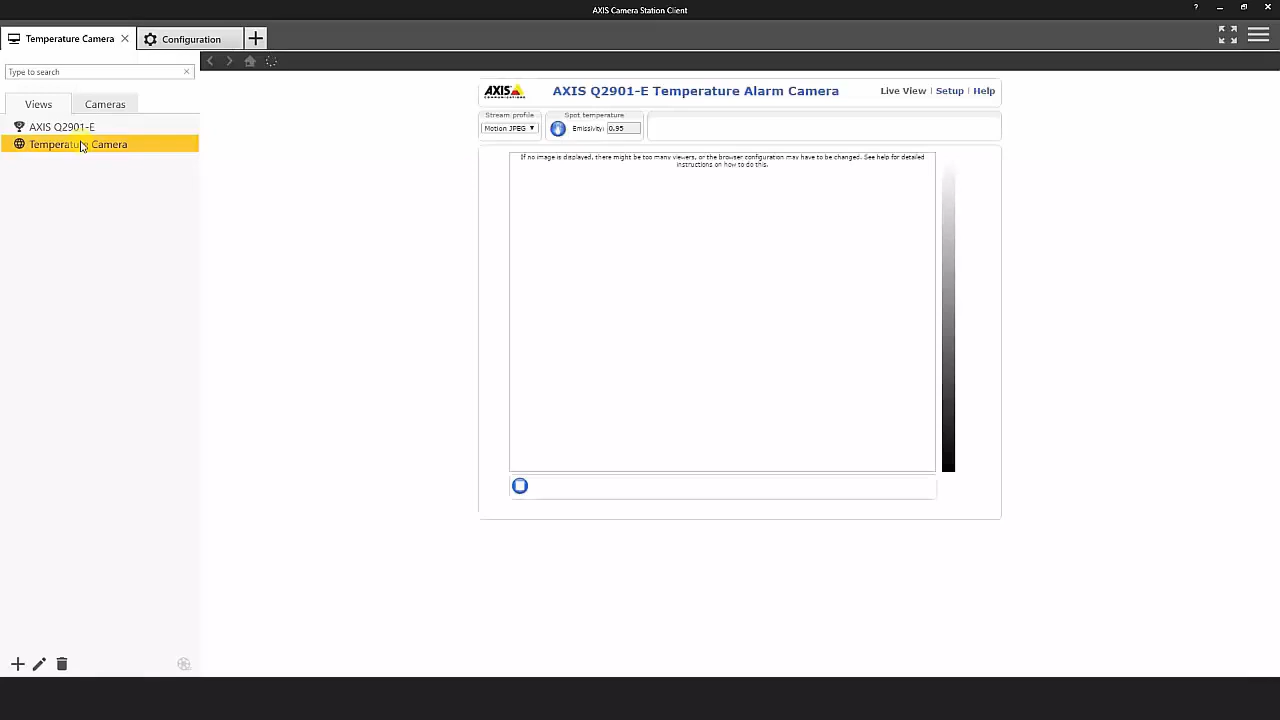 AXIS Camera Station Client
?
Temperature Camera
Configuration
Type to search
Views
Cameras
AXIS Q2901-E
Temperature Camera
AXIS
COMMUNICATIONS
AXIS Q2901-E Temperature Alarm Camera
Live View | Setup | Help
Stream profile
Motion JPEG
Spot temperature
Emissivity: 0.95
If no image is displayed, there might be too many viewers, or the browser configuration may have to be changed. See help for detailed
instructions on how to do this.